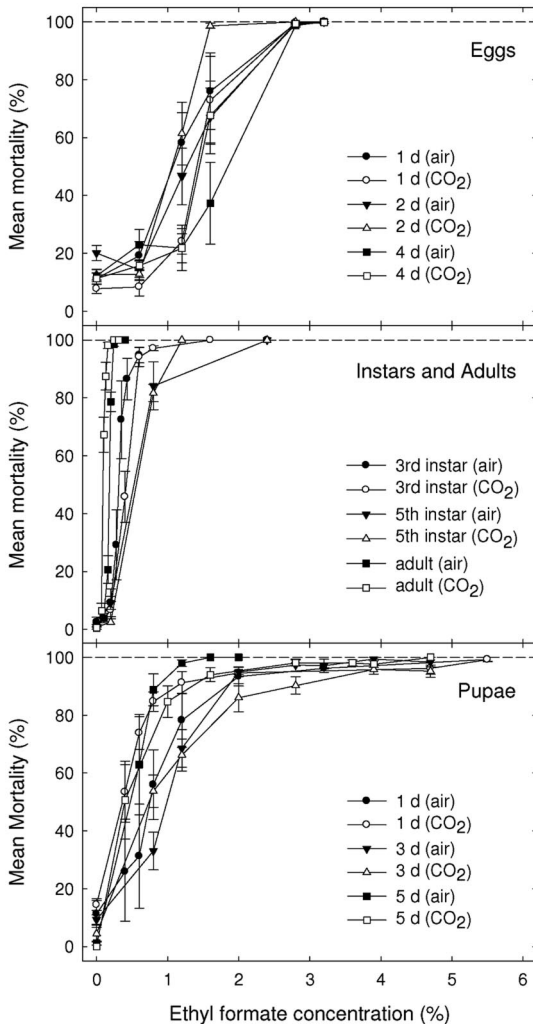 100
80
60
40
20
0
Mean mortality (%)
Eggs
1 d (air)
1 d (CO₂)
2 d (air)
2 d (CO₂)
4 d (air)
4 d (CO₂)
100
80
60
40
20
0
Mean mortality (%)
Instars and Adults
3rd instar (air)
3rd instar (CO₂)
5th instar (air)
5th instar (CO₂)
adult (air)
adult (CO₂)
100
80
60
40
20
0
Mean Mortality (%)
Pupae
1 d (air)
1 d (CO₂)
3 d (air)
3 d (CO₂)
5 d (air)
5 d (CO₂)
0 1 2 3 4 5 6
Ethyl formate concentration (%)